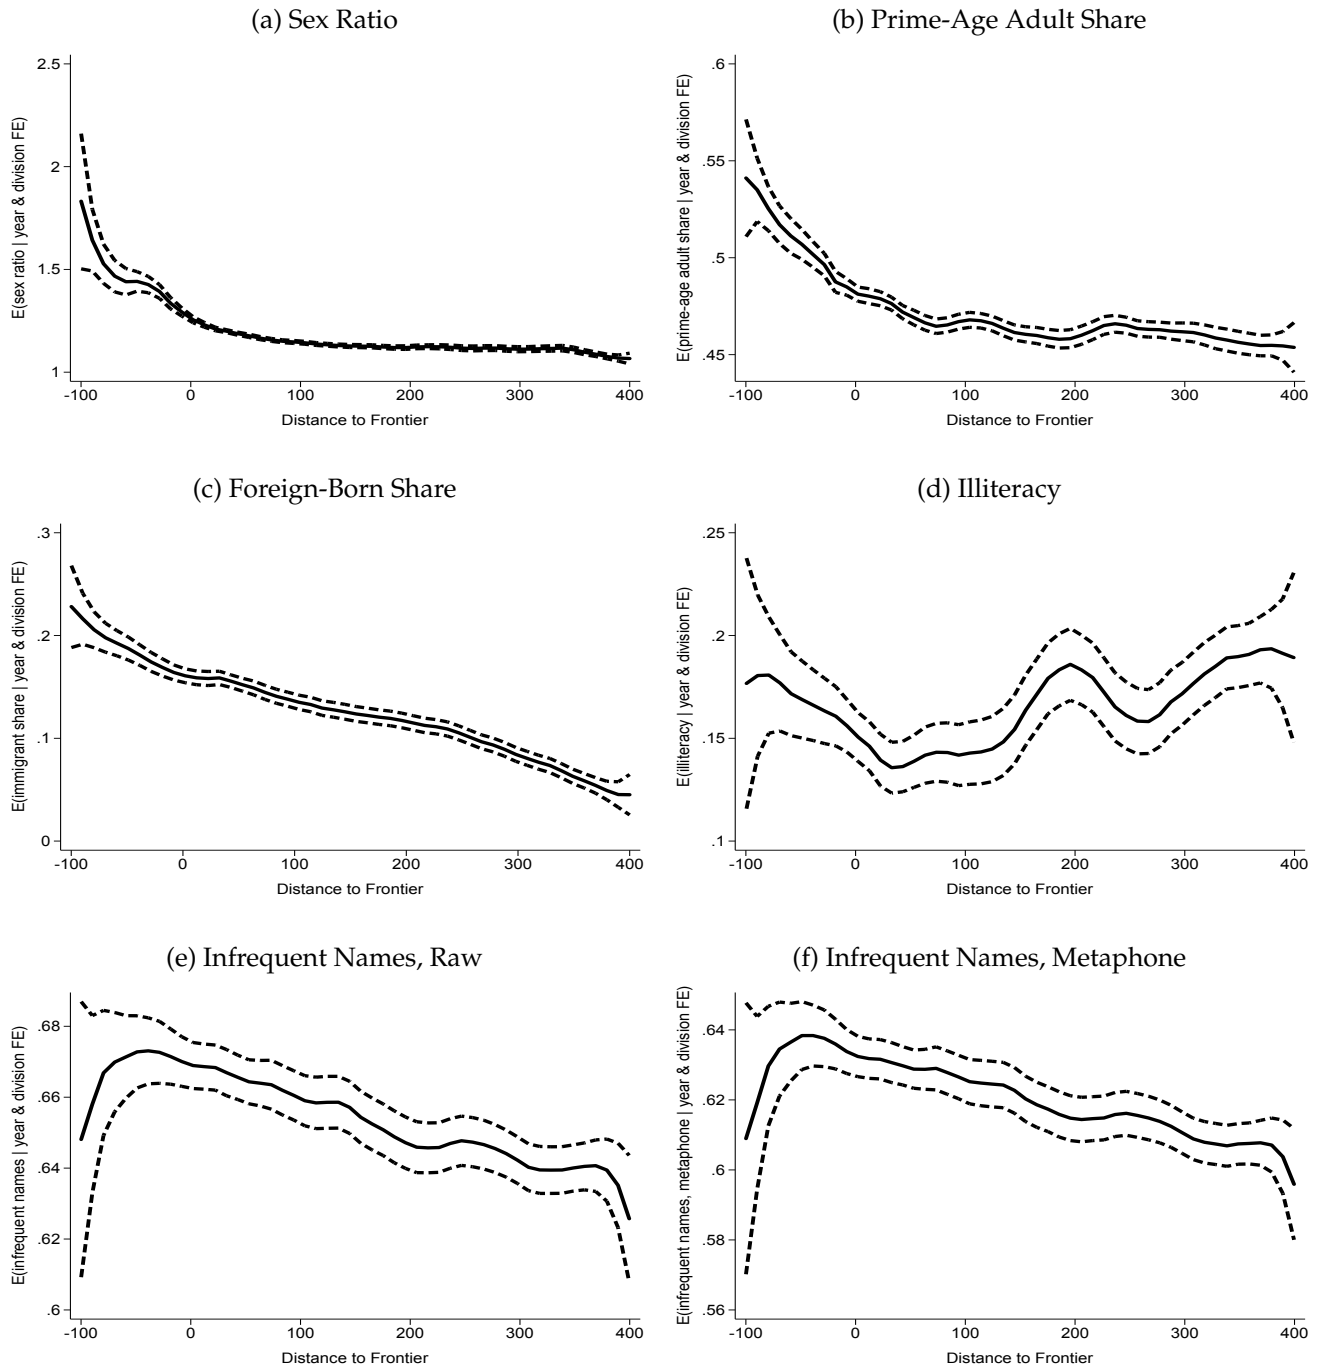 (a) Sex Ratio
E(sex ratio | year & division FE)
2.5
2
1.5
1
-100 0 100 200 300 400
Distance to Frontier
(b) Prime-Age Adult Share
E(prime-age adult share | year & division FE)
.6
.55
.5
.45
-100 0 100 200 300 400
Distance to Frontier
(c) Foreign-Born Share
E(immigrant share | year & division FE)
.3
.2
.1
0
-100 0 100 200 300 400
Distance to Frontier
(d) Illiteracy
E(illiteracy | year & division FE)
.25
.2
.15
.1
-100 0 100 200 300 400
Distance to Frontier
(e) Infrequent Names, Raw
E(infrequent names | year & division FE)
.68
.66
.64
.62
.6
-100 0 100 200 300 400
Distance to Frontier
(f) Infrequent Names, Metaphone
E(infrequent names, metaphone | year & division FE)
.64
.62
.6
.58
.56
-100 0 100 200 300 400
Distance to Frontier